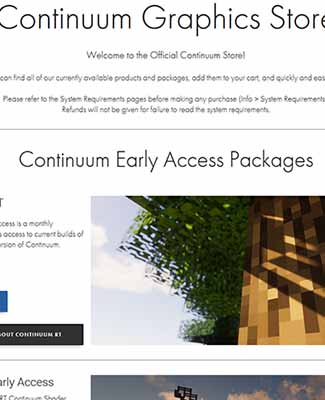 Continuum Graphics Store
Welcome to the Official Continuum Store!
can find all of our currently available products and packages, add them to your cart, and quickly and eas
Please refer to the System Requirements pages before making any purchase (Info > System Requirements
Refunds will not be given for failure to read the system requirements.
Continuum Early Access Packages
T
ccess is a monthly
s access to current builds of
ersion of Continuum.
BOUT CONTINUUM RT
arly Access
RT Continuum Shader